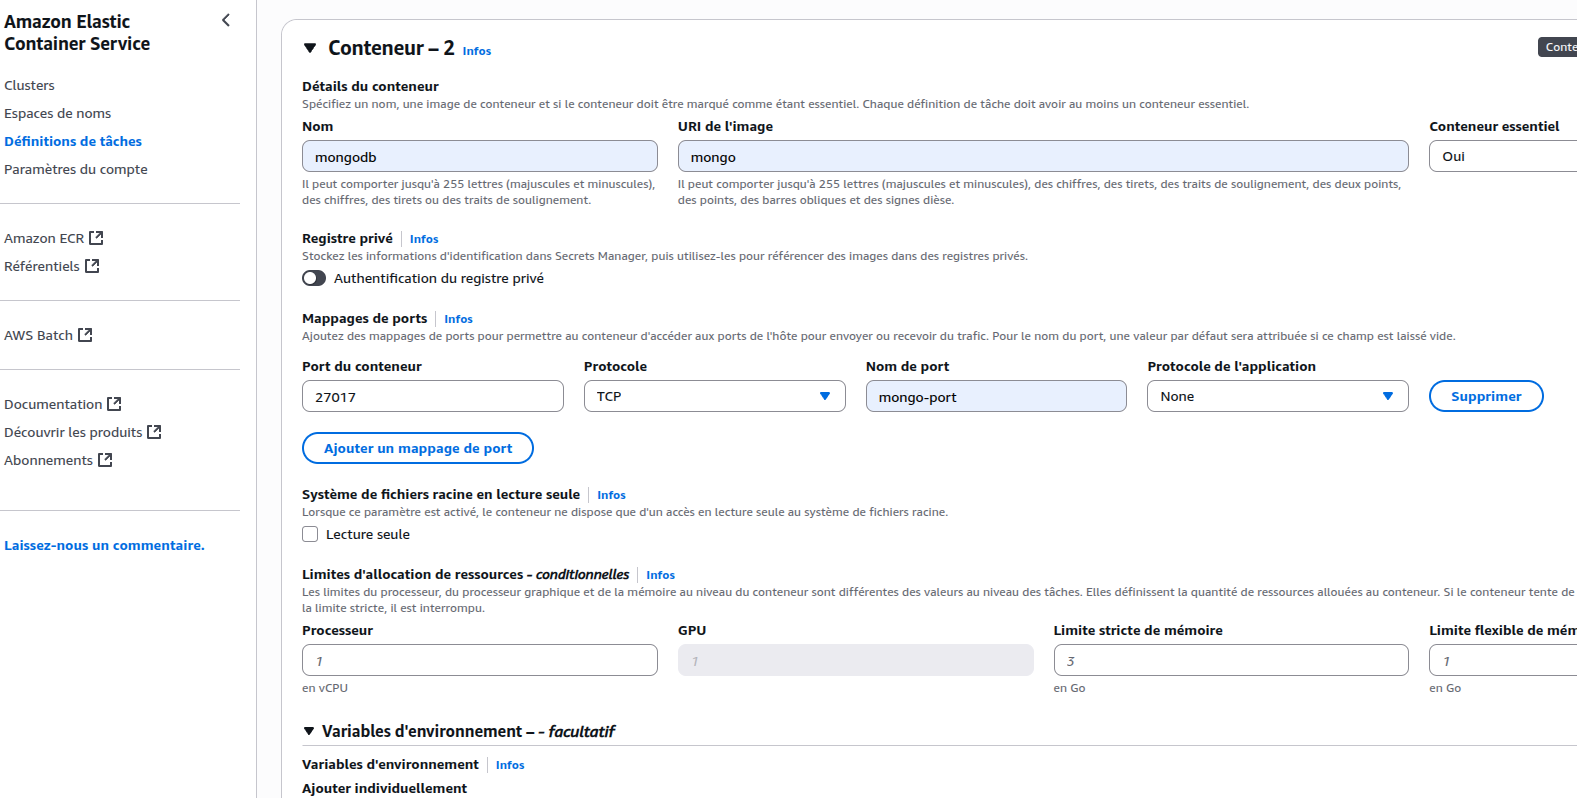 Amazon Elastic
Container Service
Clusters
Espaces de noms
Définitions de tâches
Paramètres du compte
Amazon ECR
Référentiels
AWS Batch
Documentation
Découvrir les produits
Abonnements
Laissez-nous un commentaire.
Conteneur – 2 Infos
Conte
Détails du conteneur
Spécifiez un nom, une image de conteneur et si le conteneur doit être marqué comme étant essentiel. Chaque définition de tâche doit avoir au moins un conteneur essentiel.
Nom URI de l'image Conteneur essentiel
mongodb mongo Oui
Il peut comporter jusqu'à 255 lettres (majuscules et minuscules), Il peut comporter jusqu'à 255 lettres (majuscules et minuscules), des chiffres, des tirets, des traits de soulignement, des deux points,
des chiffres, des tirets ou des traits de soulignement. des points, des barres obliques et des signes dièse.
Registre privé Infos
Stockez les informations d'identification dans Secrets Manager, puis utilisez-les pour référencer des images dans des registres privés.
Authentification du registre privé
Mappages de ports Infos
Ajoutez des mappages de ports pour permettre au conteneur d'accéder aux ports de l'hôte pour envoyer ou recevoir du trafic. Pour le nom du port, une valeur par défaut sera attribuée si ce champ est laissé vide.
Port du conteneur Protocole Nom de port Protocole de l'application
27017 TCP mongo-port None Supprimer
Ajouter un mappage de port
Système de fichiers racine en lecture seule Infos
Lorsque ce paramètre est activé, le conteneur ne dispose que d'un accès en lecture seule au système de fichiers racine.
Lecture seule
Limites d'allocation de ressources – conditionnelles Infos
Les limites du processeur, du processeur graphique et de la mémoire au niveau du conteneur sont différentes des valeurs au niveau des tâches. Elles définissent la quantité de ressources allouées au conteneur. Si le conteneur tente de
la limite stricte, il est interrompu.
Processeur GPU Limite stricte de mémoire Limite flexible de mém
1 1 3 1
en vCPU en Go en Go
Variables d'environnement – – facultatif
Variables d'environnement Infos
Ajouter individuellement